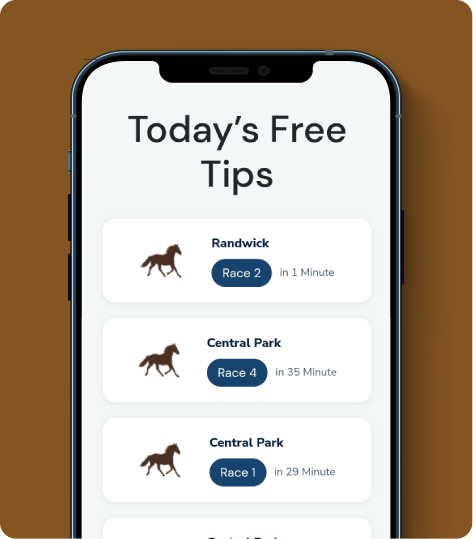 Today's Free
Tips
Randwick
Race 2 in 1 Minute
Central Park
Race 4 in 35 Minute
Central Park
Race 1 in 29 Minute